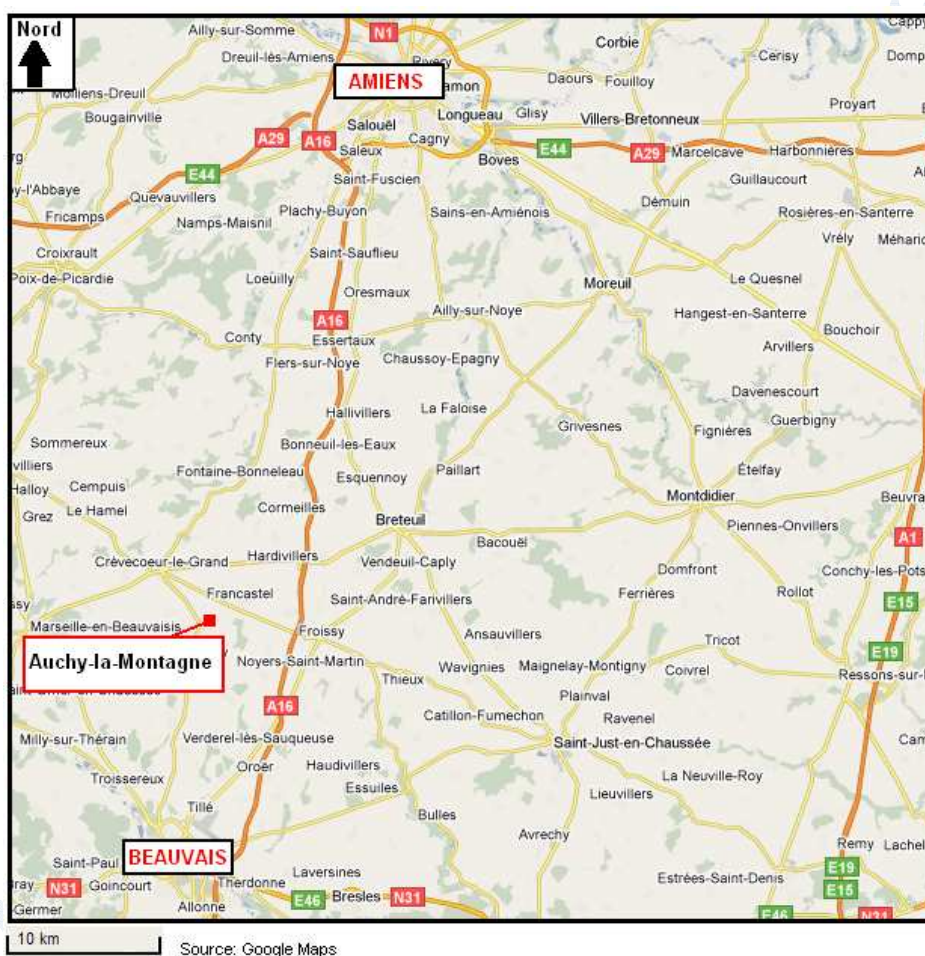 Nord
Ailly-sur-Somme
N1
Corbie
Dreuil-lès-Amiens
Rivery
Cerisy
AMIENS
Daours
Fouilloy
Molliens-Dreuil
Proyart
Bougainville
Longueau
Glisy
Villers-Bretonneux
Salouël
A29
A16
Cagny
Saleux
Boves
E44
A29
Marcelcave
Harbonnières
E44
Saint-Fuscien
Guillaucourt
Quevauvillers
Démuin
Fricamps
Plachy-Buyon
Sains-en-Amiénois
Rosières-en-Santerre
Namps-Maisnil
Vrély
Croixrault
Saint-Sauflieu
Poix-de-Picardie
Loeuilly
Moreuil
Le Quesnel
Oresmaux
Ailly-sur-Noye
Hangest-en-Santerre
A16
Bouchoir
Conty
Essertaux
Arvillers
Flers-sur-Noye
Chaussoy-Epagny
Davenescourt
Hallivillers
La Faloise
Guerbigny
Grivesnes
Fignières
Sommereux
Bonneuil-les-Eaux
Fontaine-Bonneleau
Esquennoy
Paillart
Ételfay
Halloy
Cempuis
Montdidier
Grez
Le Hamel
Cormeilles
Breteuil
Piennes-Onvillers
Bacouël
A1
Crèvecoeur-le-Grand
Hardivillers
Vendeuil-Caply
Domfront
Conchy-les-Pots
Francastel
Saint-André-Farivillers
Ferrières
Rollot
E15
Marseille-en-Beauvaisis
Froissy
Ansauvillers
Tricot
E19
Auchy-la-Montagne
Noyers-Saint-Martin
Wavignies
Maignelay-Montigny
Coivrel
Thieux
Plainval
A16
Catillon-Fumechon
Ravenel
Milly-sur-Thérain
Verderel-lès-Sauqueuse
Saint-Just-en-Chaussée
Oroër
Haudivillers
Troissereux
La Neuville-Roy
Essuiles
Lieuvillers
Tillé
Bulles
Avrechy
BEAUVAIS
Remy
Saint-Paul
Laversines
E19
N31
Goincourt
Therdonne
Estrées-Saint-Denis
E46
Bresles
N31
E15
Allonne
E46
N31
10 km
Source: Google Maps